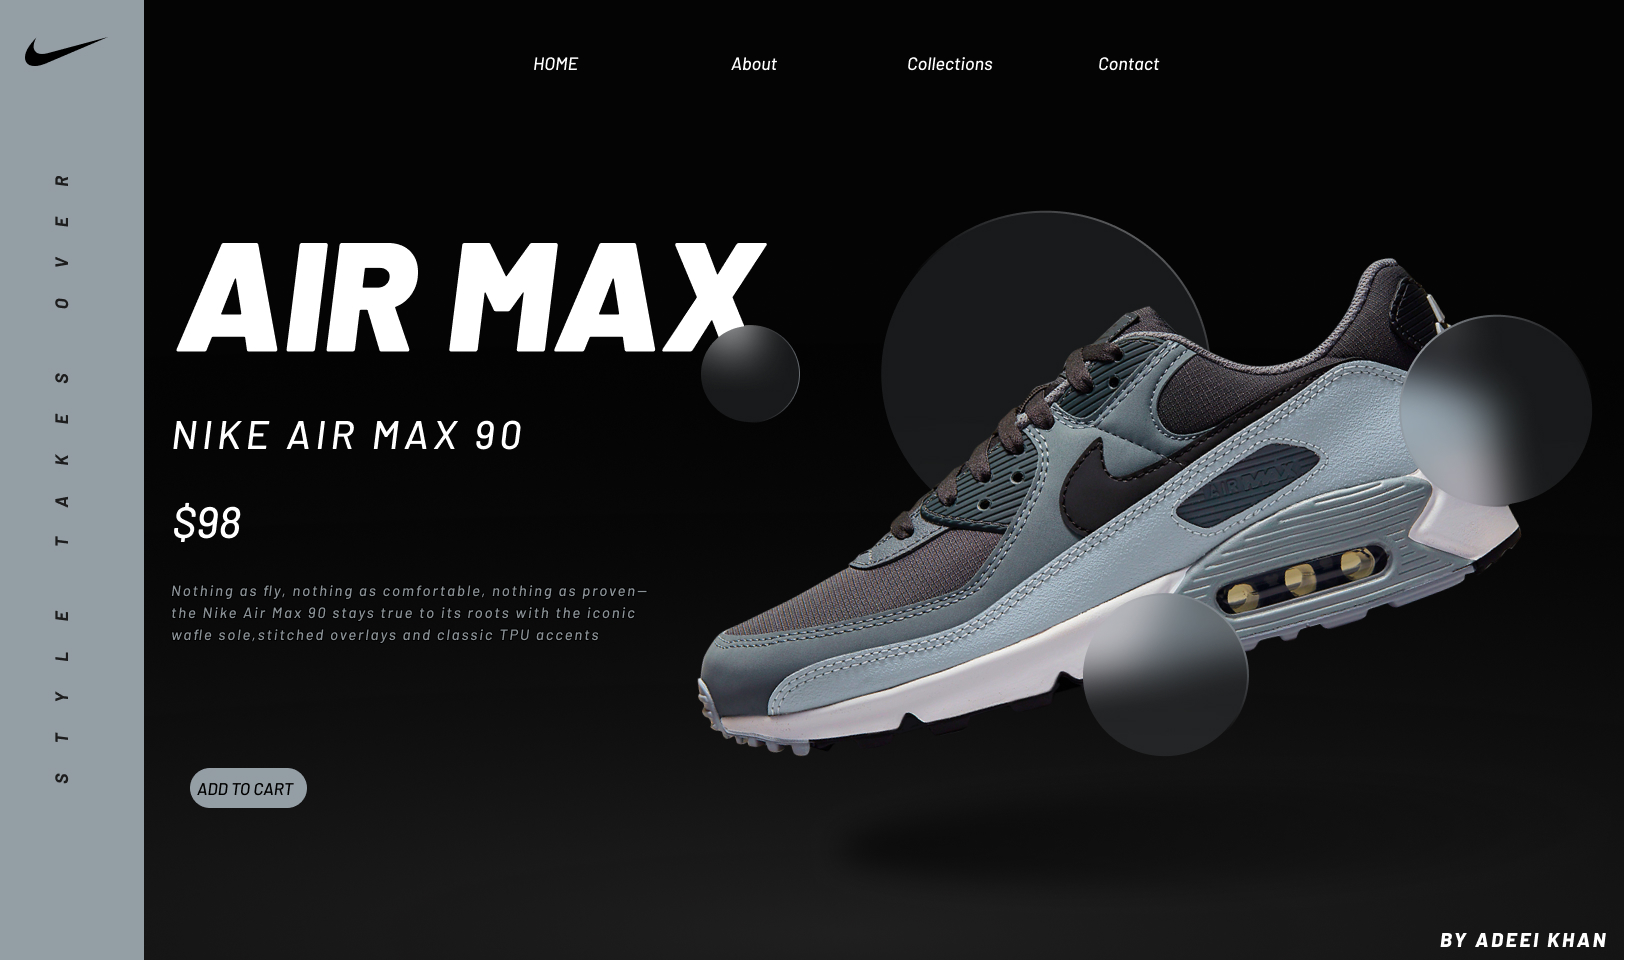 HOME About Collections Contact
STYLE TAKES OVER
AIR MAX
NIKE AIR MAX 90
$98
Nothing as fly, nothing as comfortable, nothing as proven—
the Nike Air Max 90 stays true to its roots with the iconic
wafle sole,stitched overlays and classic TPU accents
AIR MAX
ADD TO CART
BY ADEEI KHAN